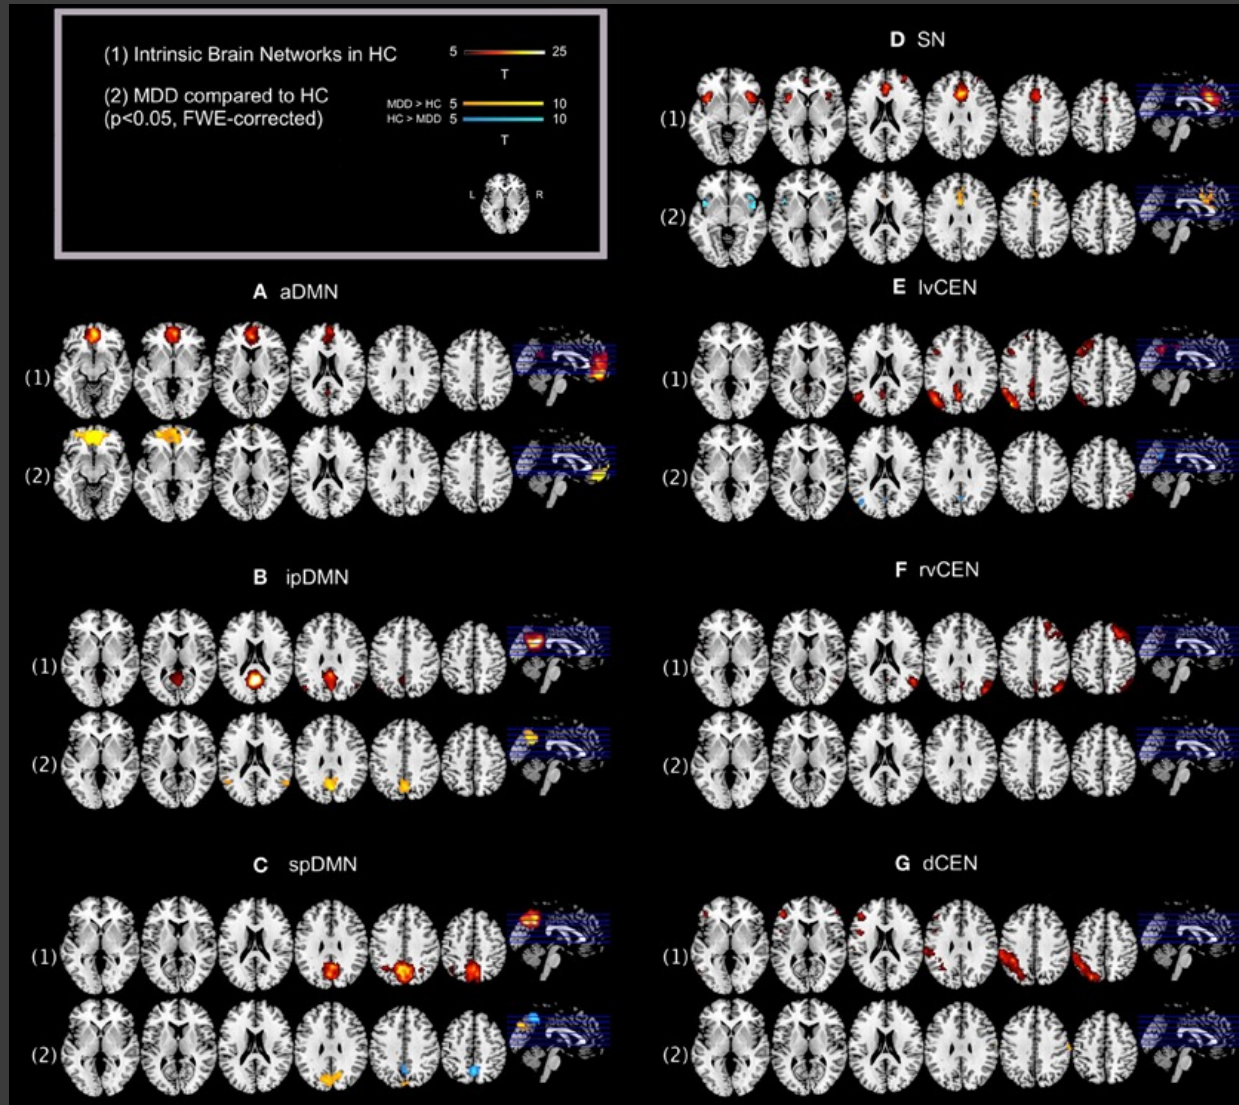 (1) Intrinsic Brain Networks in HC
5 25
T
(2) MDD compared to HC
(p<0.05, FWE-corrected)
MDD > HC 5 10
HC > MDD 5 10
T
L R
A aDMN
(1)
(2)
B ipDMN
(1)
(2)
C spDMN
(1)
(2)
D SN
(1)
(2)
E lvCEN
(1)
(2)
F rvCEN
(1)
(2)
G dCEN
(1)
(2)